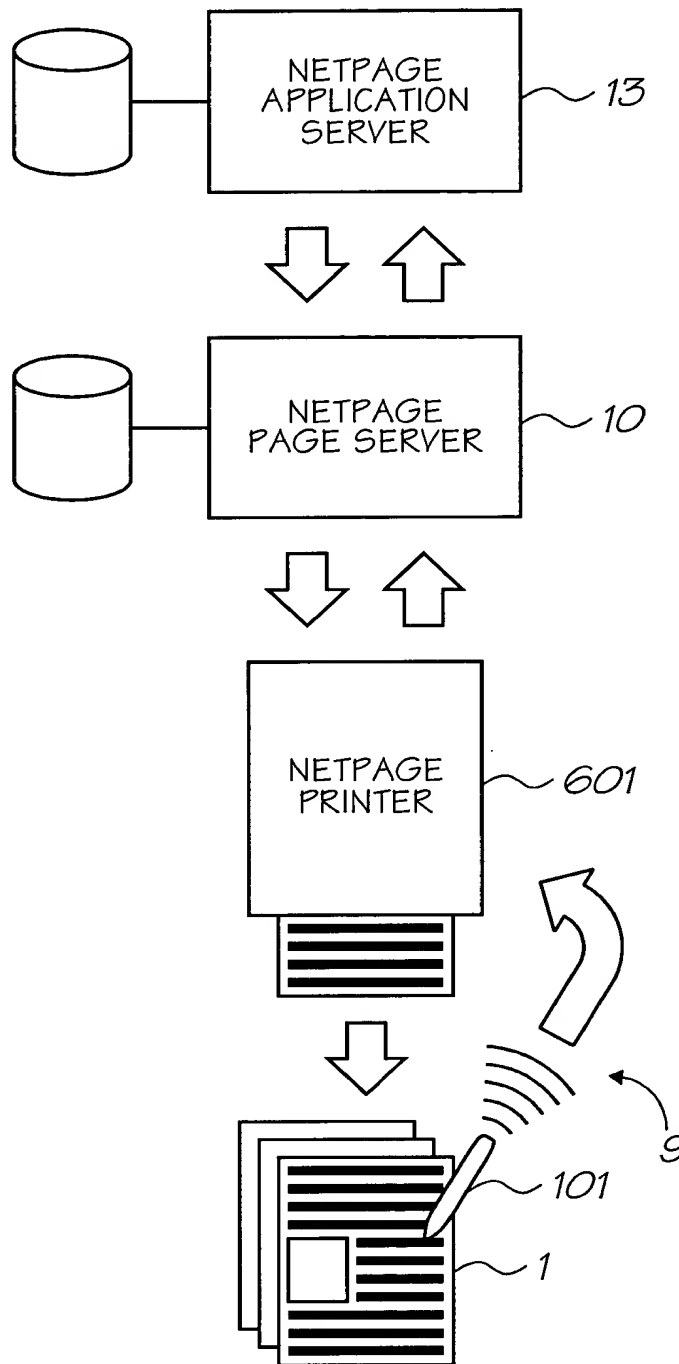 NETPAGE
APPLICATION
SERVER
13
NETPAGE
PAGE SERVER
10
NETPAGE
PRINTER
601
9
101
1